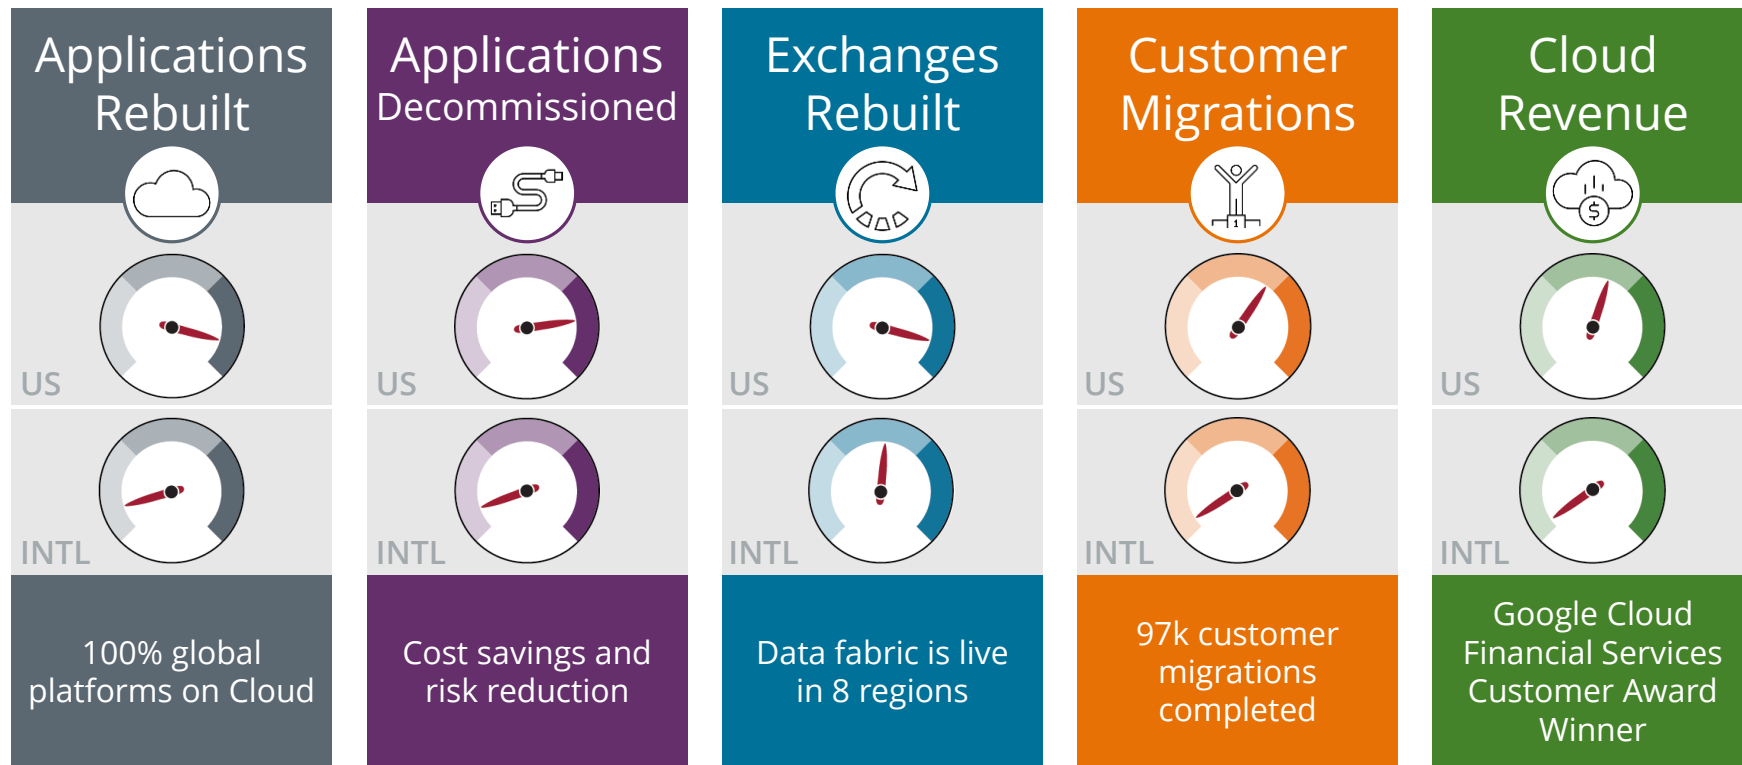 Applications
Rebuilt
US
INTL
100% global
platforms on Cloud
Applications
Decommissioned
US
INTL
Cost savings and
risk reduction
Exchanges
Rebuilt
US
INTL
Data fabric is live
in 8 regions
Customer
Migrations
1
US
INTL
97k customer
migrations
completed
Cloud
Revenue
$
US
INTL
Google Cloud
Financial Services
Customer Award
Winner